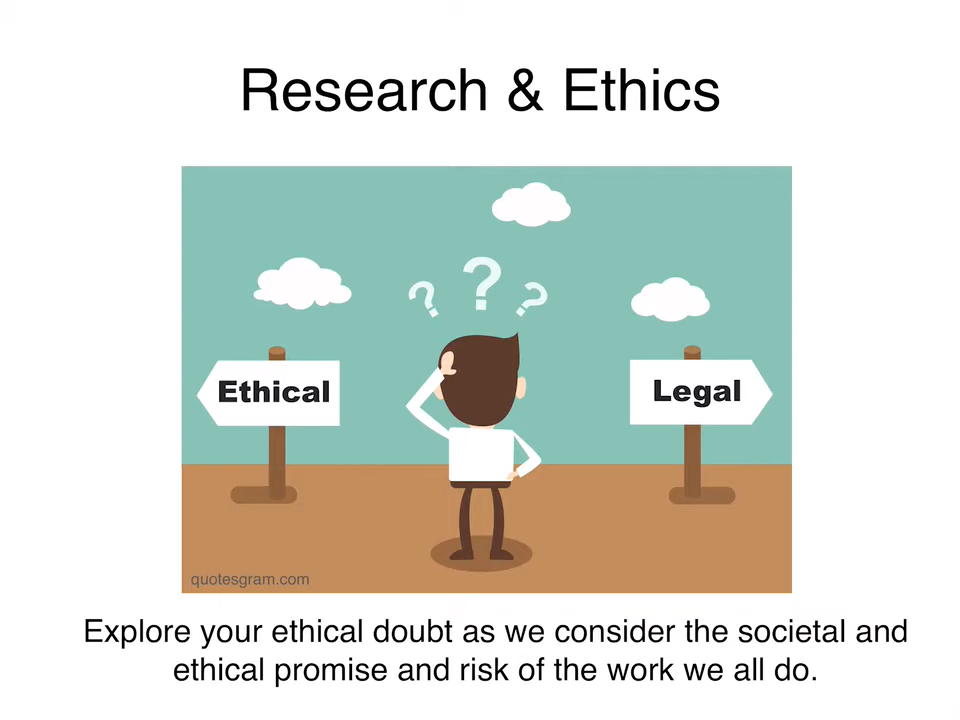 Research & Ethics
? ? ?
Ethical
Legal
quotesgram.com
Explore your ethical doubt as we consider the societal and
ethical promise and risk of the work we all do.